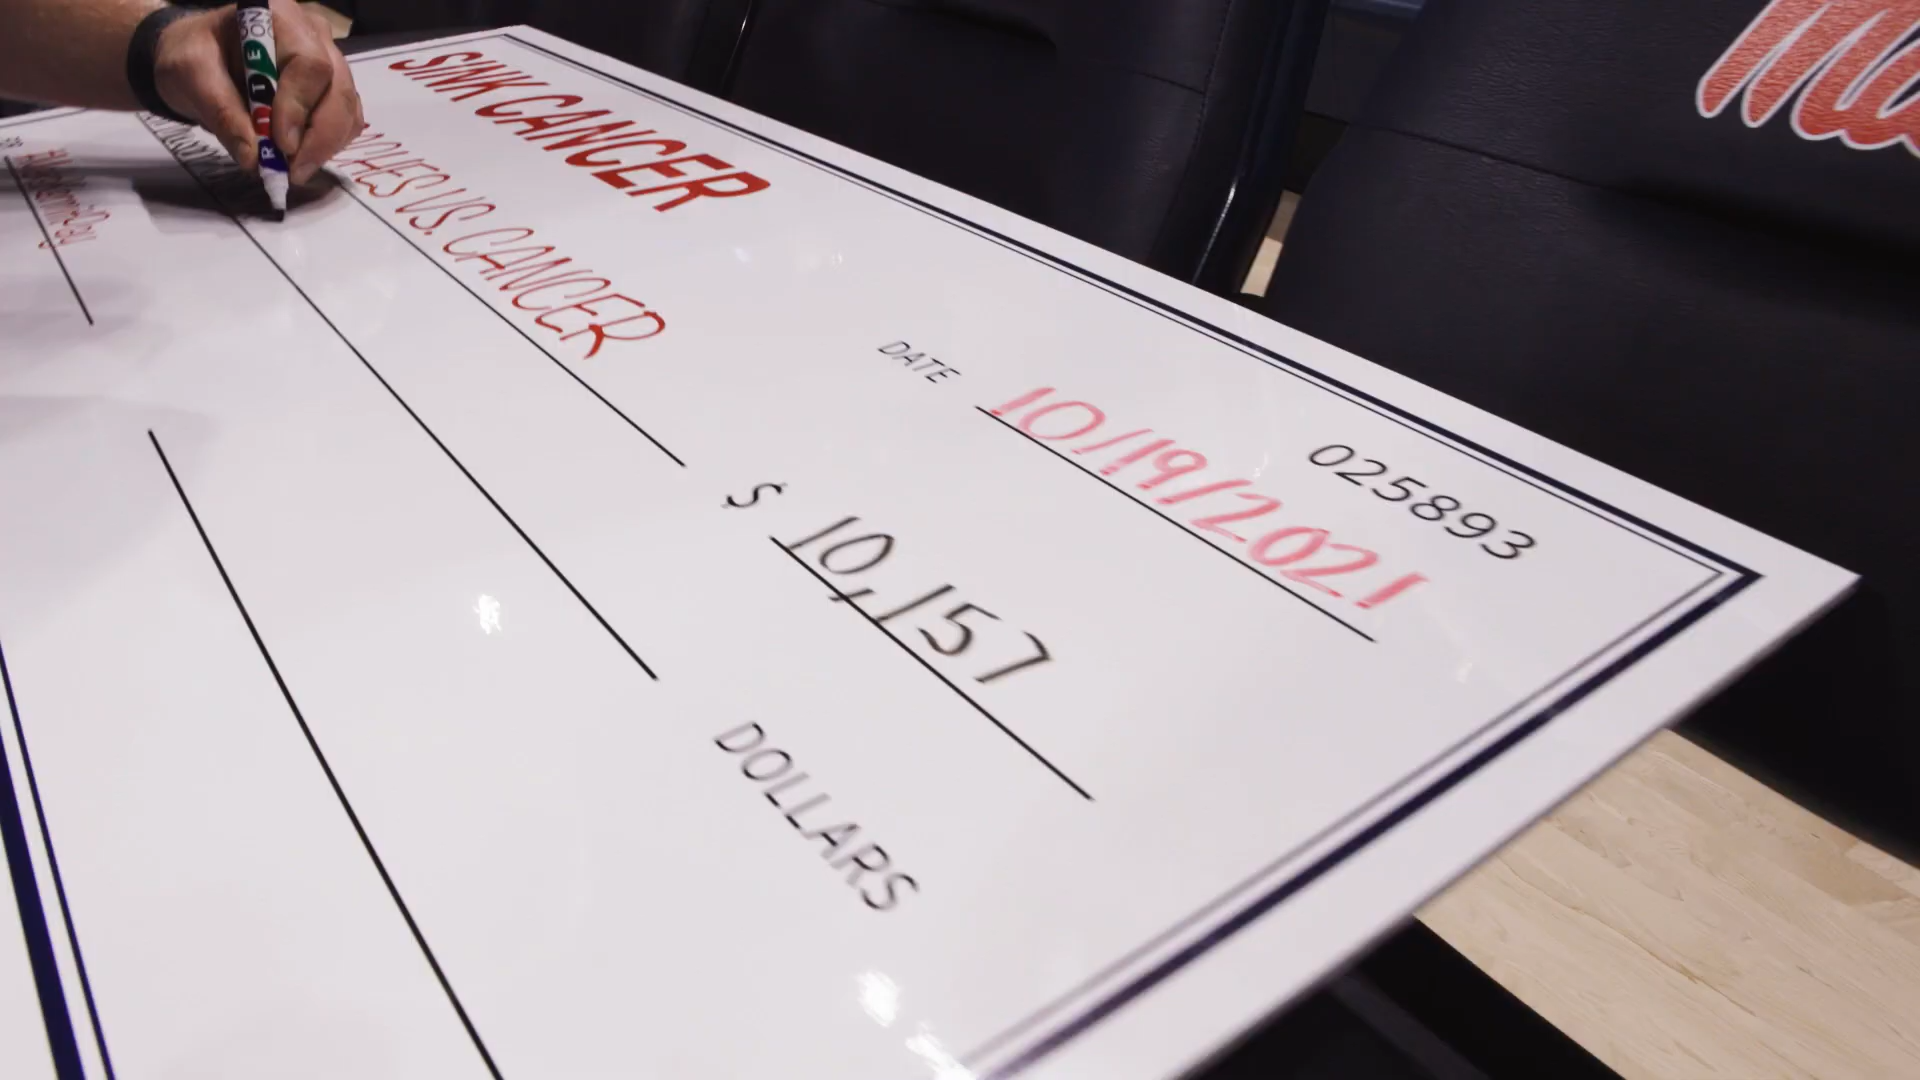 SINK CANCER
DATE 10/19/2021
025893
COACHES VS. CANCER
$ 10,157
DOLLARS